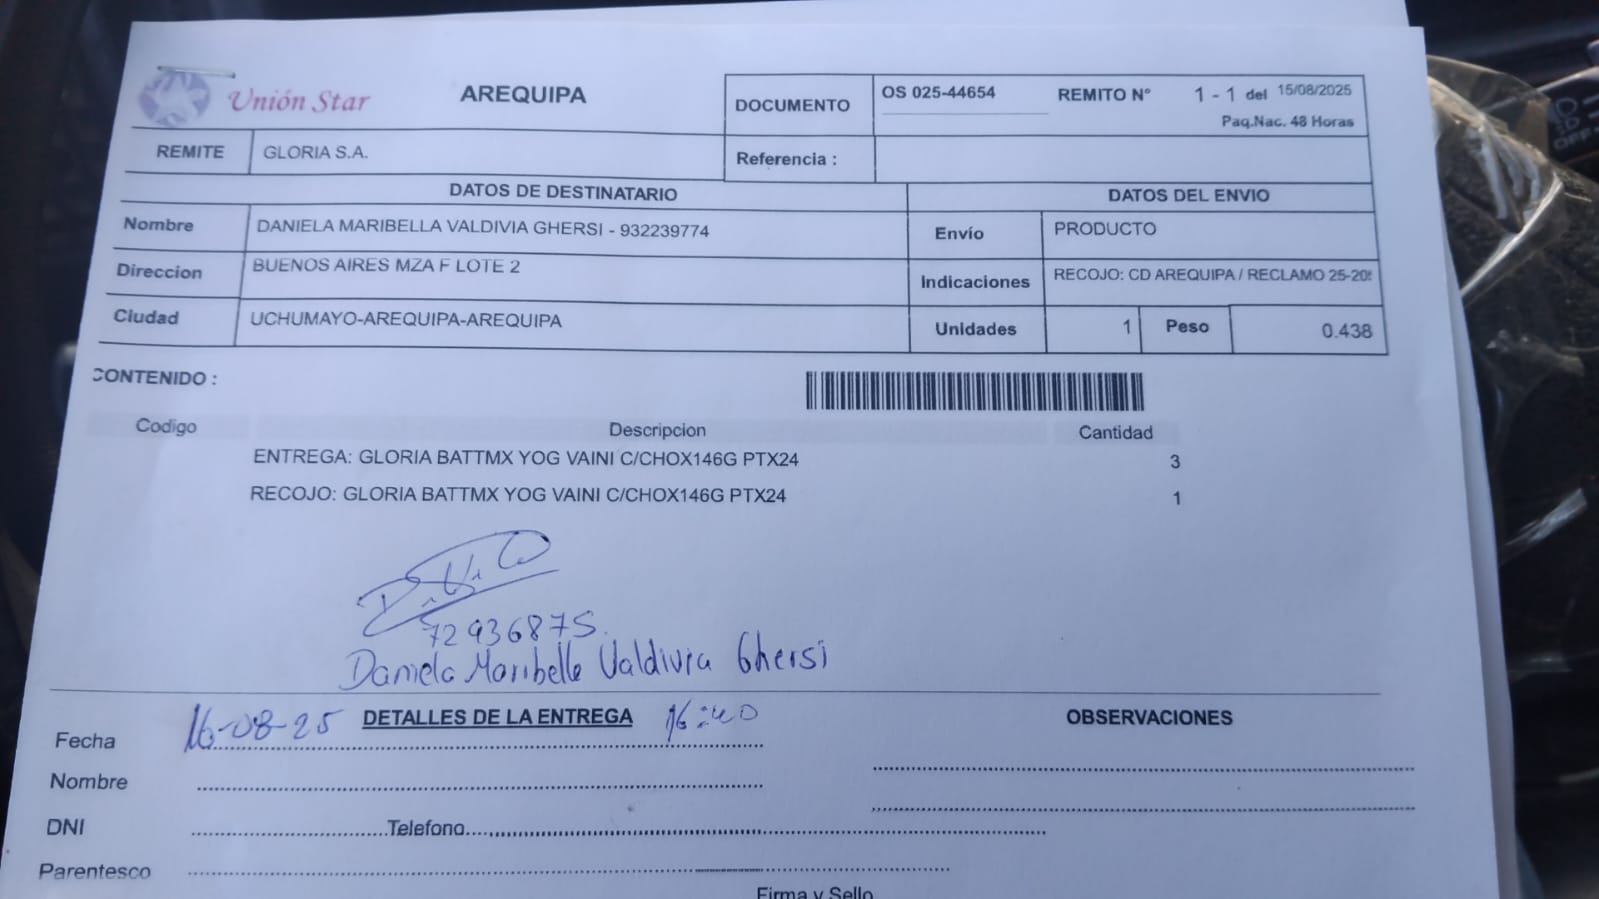 Unión Star
AREQUIPA
DOCUMENTO
OS 025-44654
REMITO N°
1 - 1 del 15/08/2025
Paq.Nac. 48 Horas
REMITE
GLORIA S.A.
Referencia :
DATOS DE DESTINATARIO
DATOS DEL ENVIO
Nombre
DANIELA MARIBELLA VALDIVIA GHERSI - 932239774
Envío
PRODUCTO
Direccion
BUENOS AIRES MZA F LOTE 2
Indicaciones
RECOJO: CD AREQUIPA / RECLAMO 25-20
Ciudad
UCHUMAYO-AREQUIPA-AREQUIPA
Unidades
1
Peso
0.438
CONTENIDO :
Codigo
Descripcion
Cantidad
ENTREGA: GLORIA BATTMX YOG VAINI C/CHOX146G PTX24
3
RECOJO: GLORIA BATTMX YOG VAINI C/CHOX146G PTX24
1
72936875
Daniela Maribelle Valdivia Ghersi
16-08-25
DETALLES DE LA ENTREGA
16:40
OBSERVACIONES
Fecha
Nombre
DNI
Telefono
Parentesco
Firma y Sello
OFF